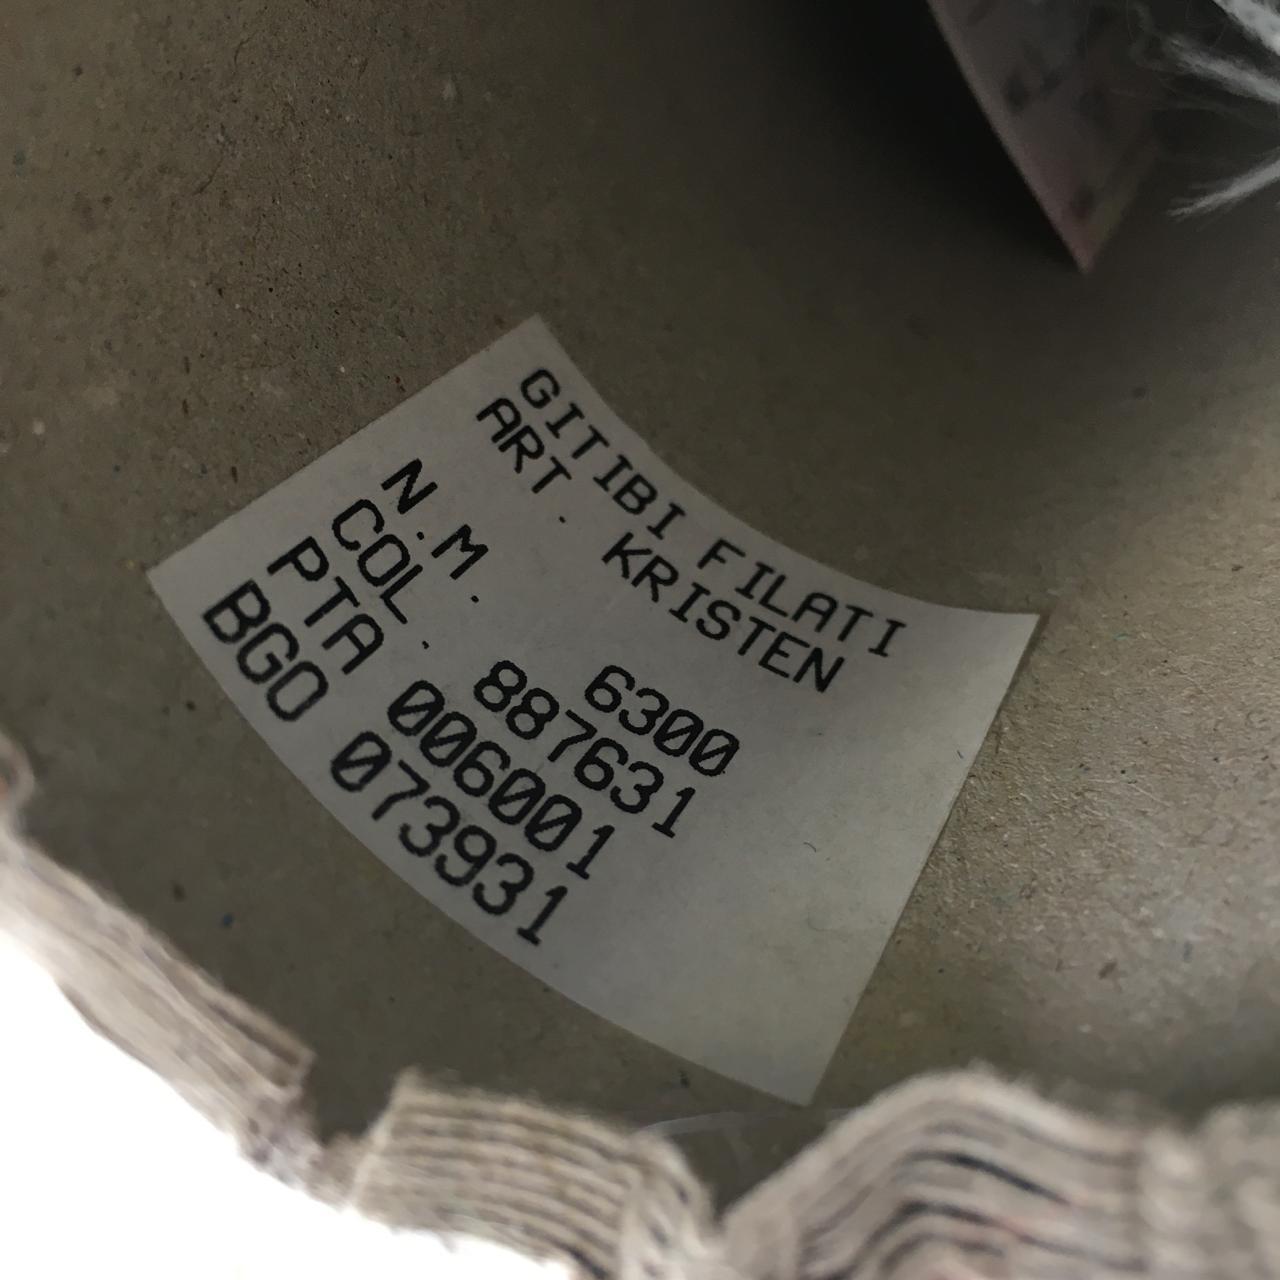 GITIBI FILATI
ART. KRISTEN
N.M. 6300
COL. 887631
PTA 006001
BGO 073931